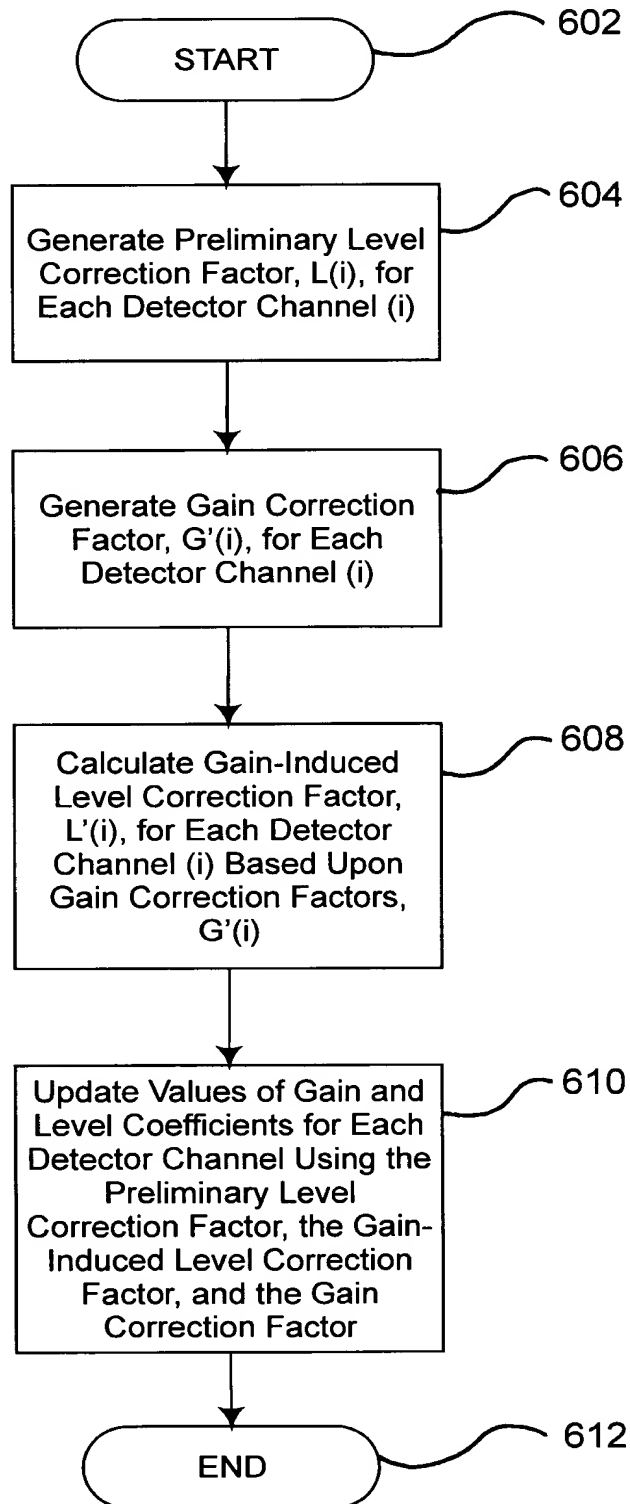 602
START
604
Generate Preliminary Level
Correction Factor, L(i), for
Each Detector Channel (i)
606
Generate Gain Correction
Factor, G'(i), for Each
Detector Channel (i)
608
Calculate Gain-Induced
Level Correction Factor,
L'(i), for Each Detector
Channel (i) Based Upon
Gain Correction Factors,
G'(i)
610
Update Values of Gain and
Level Coefficients for Each
Detector Channel Using the
Preliminary Level
Correction Factor, the Gain-
Induced Level Correction
Factor, and the Gain
Correction Factor
612
END